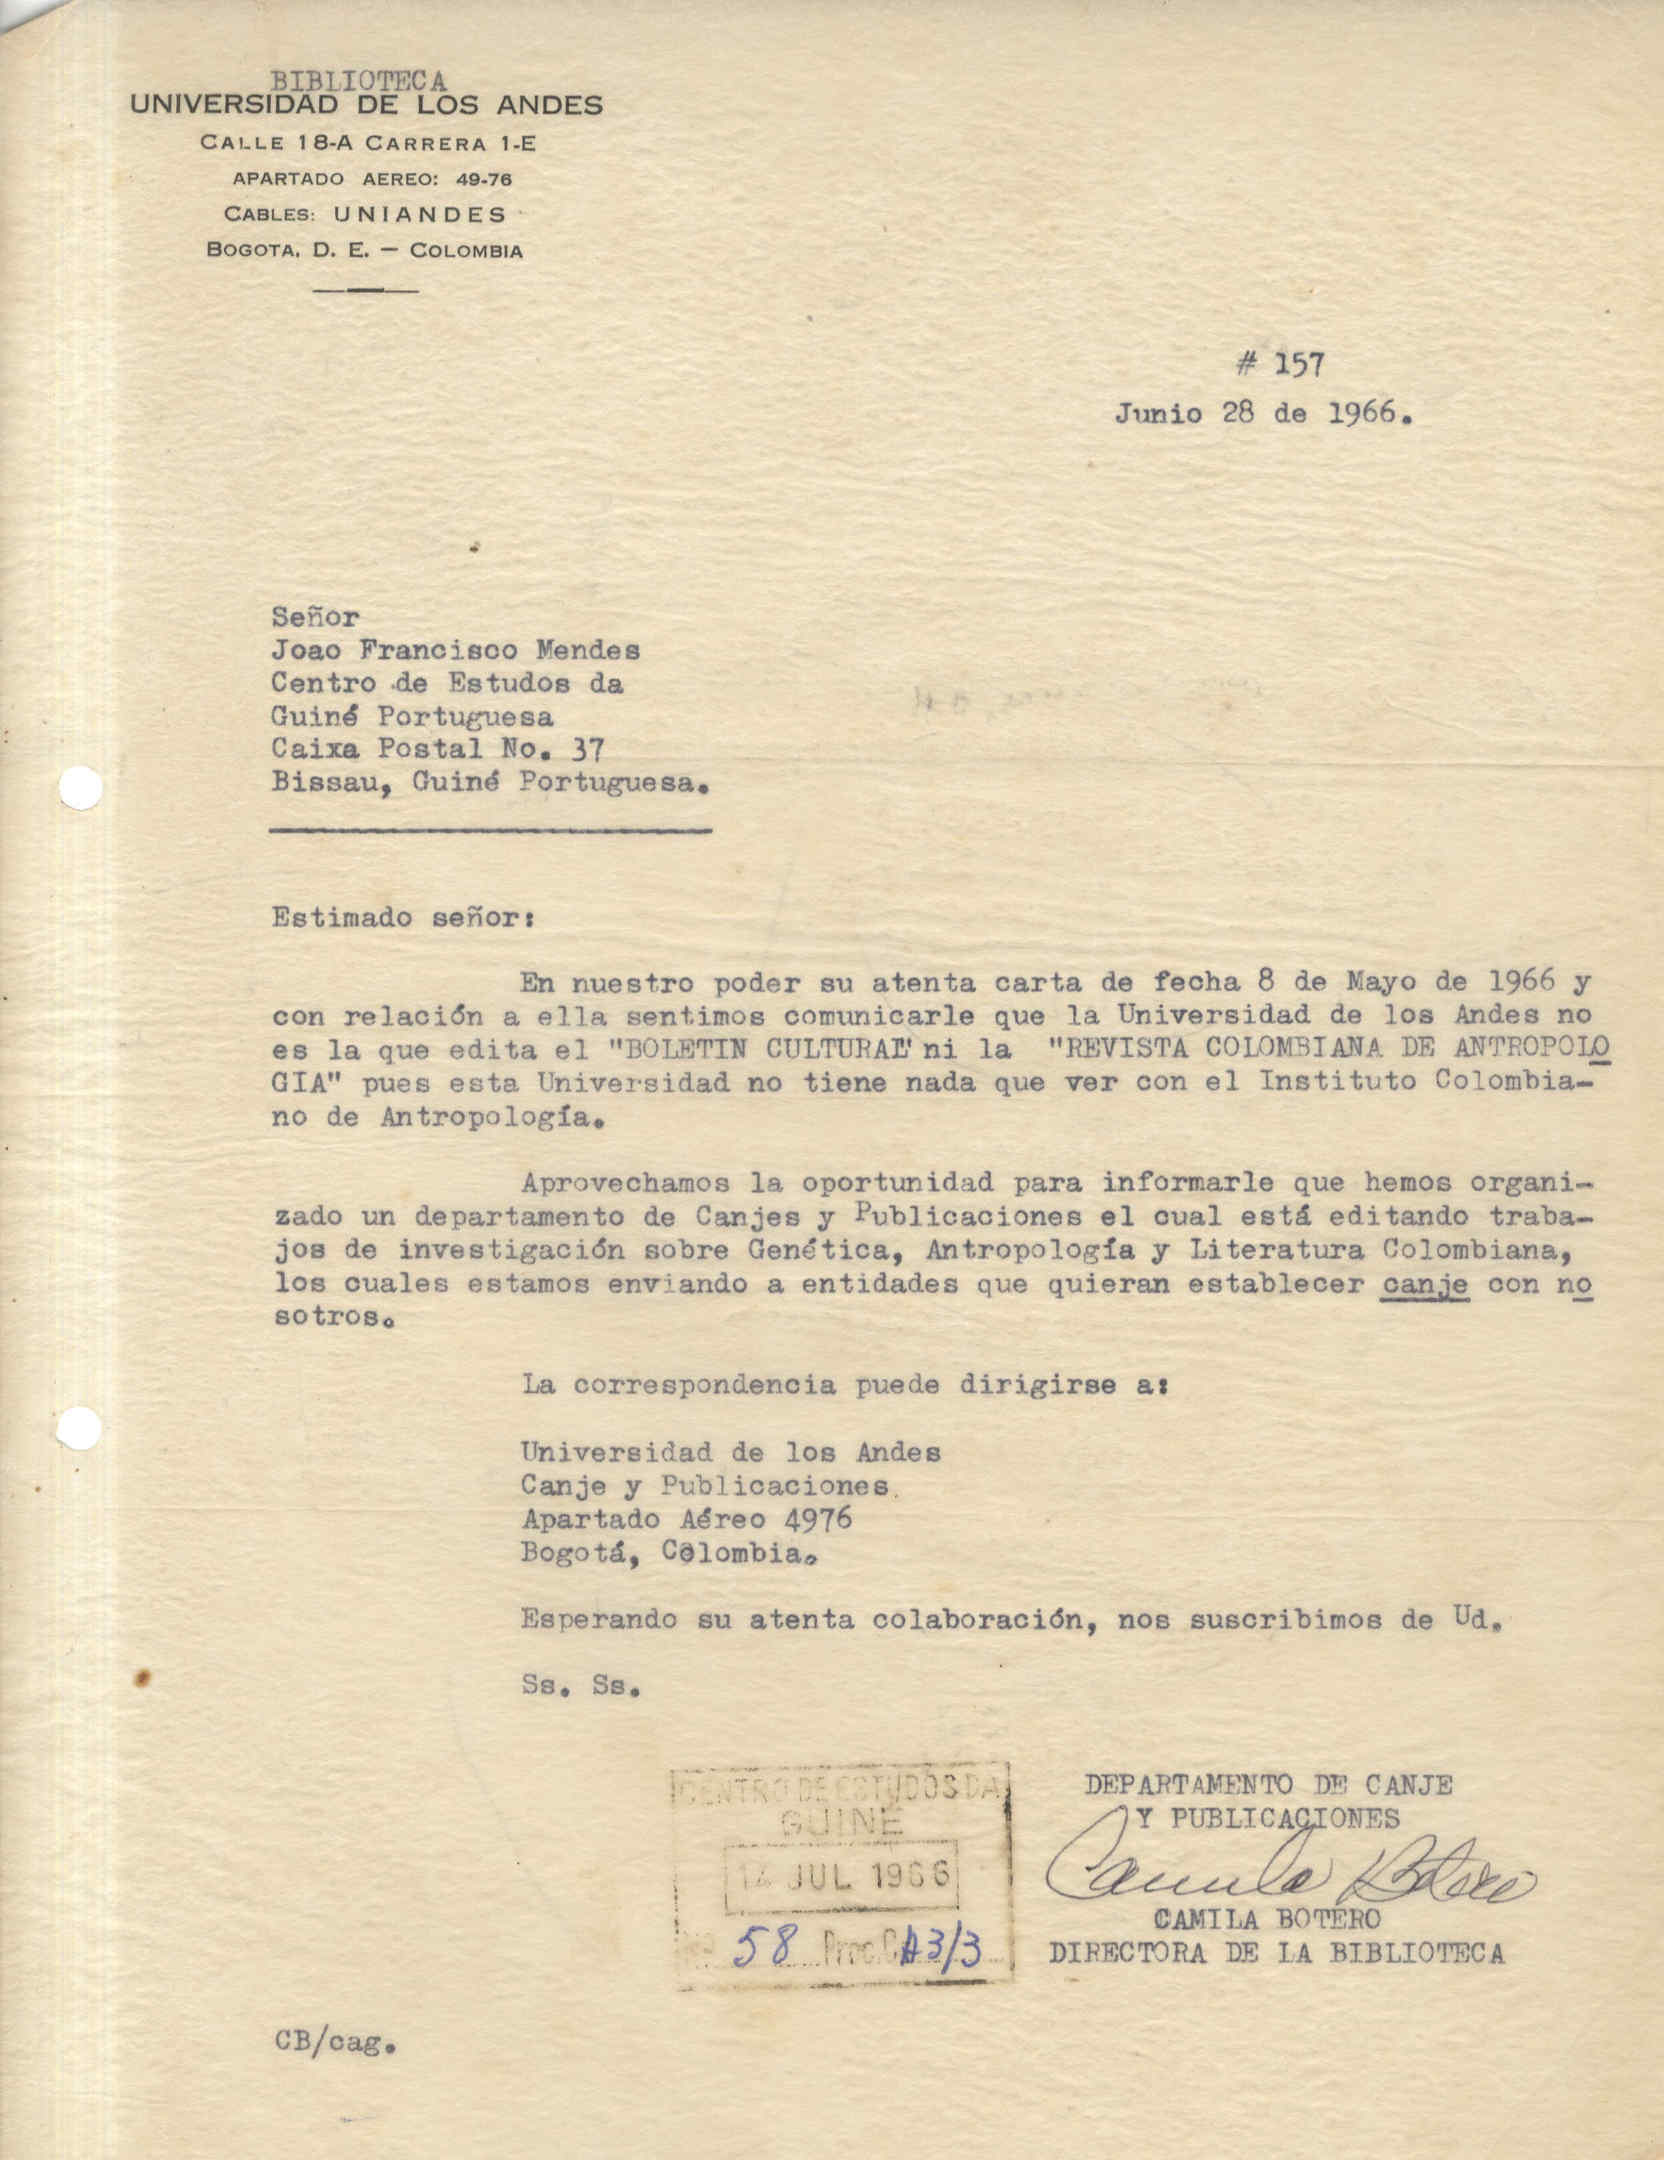 BIBLIOTECA
UNIVERSIDAD DE LOS ANDES
CALLE 18-A CARRERA 1-E
APARTADO AEREO: 49-76
CABLES: UNIANDES
BOGOTA, D. E. — COLOMBIA
# 157
Junio 28 de 1966.
Señor
Joao Francisco Mendes
Centro de Estudos da
Guiné Portuguesa
Caixa Postal No. 37
Bissau, Guiné Portuguesa.
Estimado señor:
En nuestro poder su atenta carta de fecha 8 de Mayo de 1966 y
con relación a ella sentimos comunicarle que la Universidad de los Andes no
es la que edita el "BOLETIN CULTURAL" ni la "REVISTA COLOMBIANA DE ANTROPOLO
GIA" pues esta Universidad no tiene nada que ver con el Instituto Colombia-
no de Antropología.
Aprovechamos la oportunidad para informarle que hemos organi-
zado un departamento de Canjes y Publicaciones el cual está editando traba-
jos de investigación sobre Genética, Antropología y Literatura Colombiana,
los cuales estamos enviando a entidades que quieran establecer canje con no
sotros.
La correspondencia puede dirigirse a:
Universidad de los Andes
Canje y Publicaciones.
Apartado Aéreo 4976
Bogotá, Colombia.
Esperando su atenta colaboración, nos suscribimos de Ud.
Ss. Ss.
CENTRO DE ESTUDOS DA
GUINÉ
14 JUL 1966
58 Proc. A3/3
DEPARTAMENTO DE CANJE
Y PUBLICACIONES
Camila Botero
CAMILA BOTERO
DIRECTORA DE LA BIBLIOTECA
CB/cag.